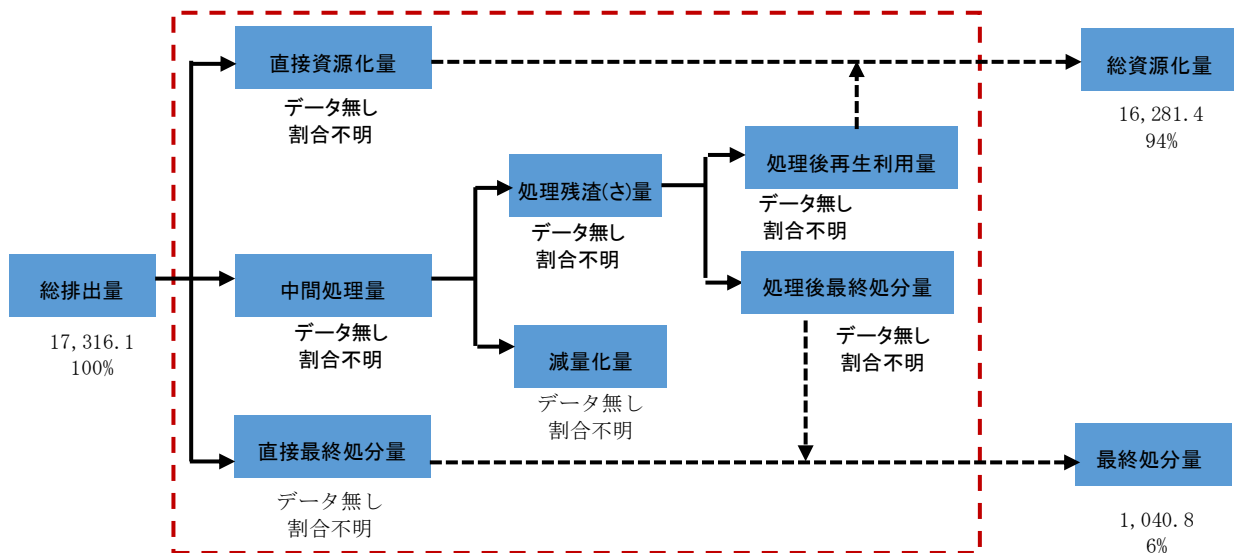 直接資源化量
データ無し
割合不明
総資源化量
16,281.4
94%
処理後再生利用量
データ無し
割合不明
処理残渣(さ)量
データ無し
割合不明
総排出量
17,316.1
100%
中間処理量
データ無し
割合不明
処理後最終処分量
データ無し
割合不明
減量化量
データ無し
割合不明
直接最終処分量
データ無し
割合不明
最終処分量
1,040.8
6%